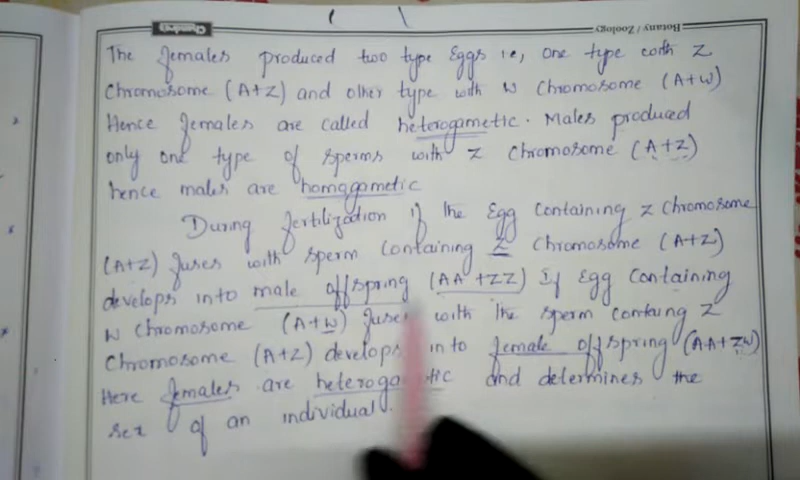 Botany / Zoology
The females produced two type Eggs ie, one type with Z
Chromosome (A+Z) and other type with W Chromosome (A+W)
Hence females are called heterogametic. Males produced
only one type of sperms with Z Chromosome (A+Z)
hence males are homogametic
During fertilization if the Egg containing Z Chromosome
(A+Z) fuses with sperm containing Z Chromosome (A+Z)
develops into male offspring (AA+ZZ) If Egg containing
W Chromosome (A+W) fuses with the sperm containg Z
Chromosome (A+Z) develops into female offspring (AA+ZW)
Here females are and determines the
sex of an individual.